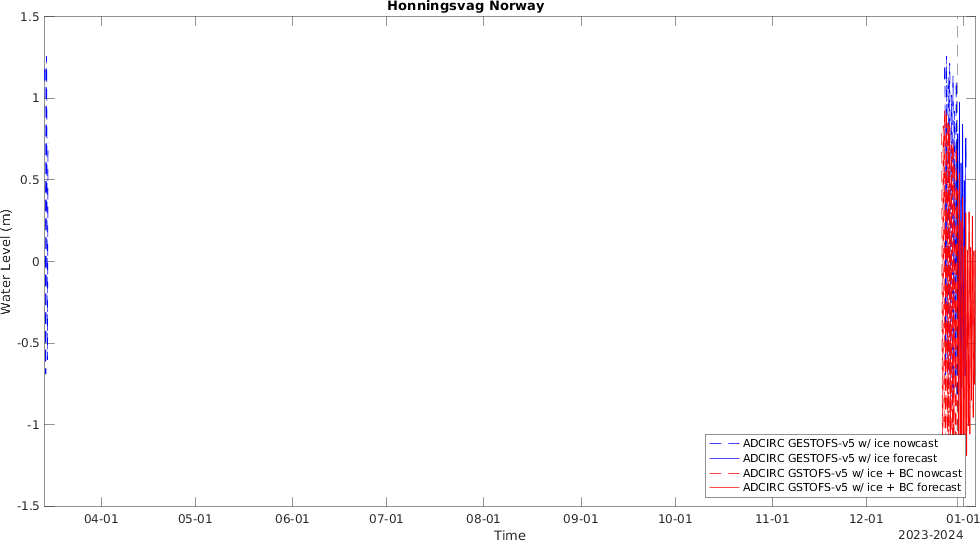 Honningsvag Norway
1.5
1
0.5
0
-0.5
-1
-1.5
Water Level (m)
ADCIRC GESTOFS-v5 w/ ice nowcast
ADCIRC GESTOFS-v5 w/ ice forecast
ADCIRC GSTOFS-v5 w/ ice + BC nowcast
ADCIRC GSTOFS-v5 w/ ice + BC forecast
04-01 05-01 06-01 07-01 08-01 09-01 10-01 11-01 12-01 01-01
Time
2023-2024